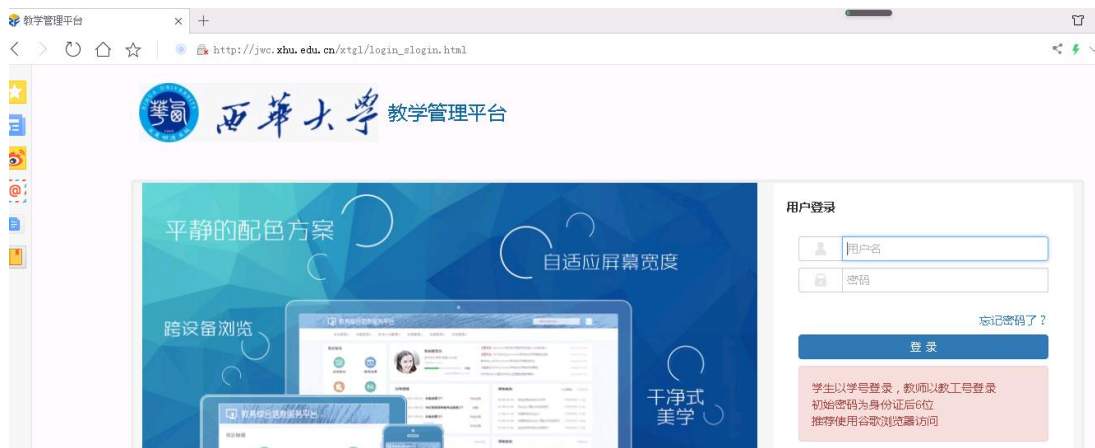 教学管理平台
http://jwc.xhu.edu.cn/xtgl/login_slogin.html
西华大学 教学管理平台
平静的配色方案
自适应屏幕宽度
跨设备浏览
干净式
美学
教务综合信息服务平台
用户登录
用户名
密码
忘记密码了？
登 录
学生以学号登录，教师以教工号登录
初始密码为身份证后6位
推荐使用谷歌浏览器访问